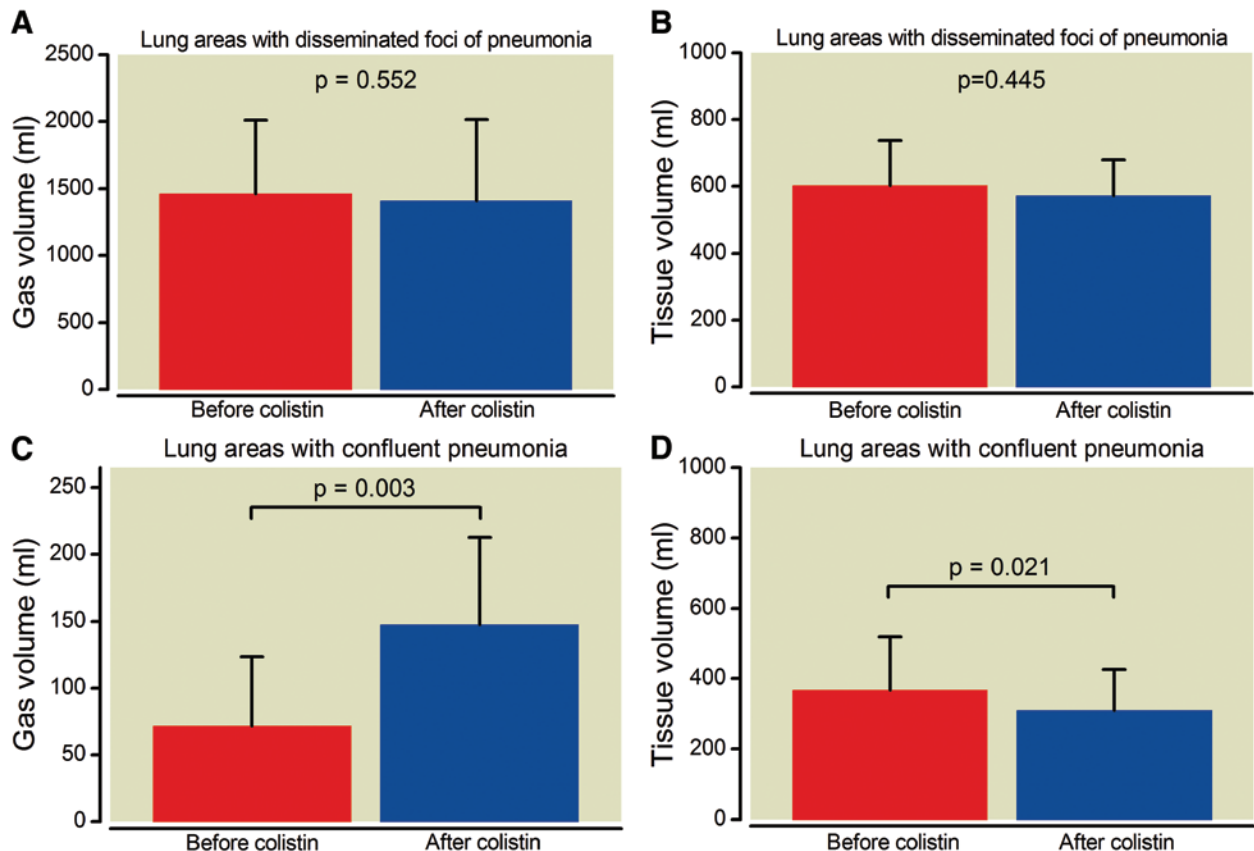 A
Lung areas with disseminated foci of pneumonia
p = 0.552
Gas volume (ml)
2500
2000
1500
1000
500
0
Before colistin After colistin
B
Lung areas with disseminated foci of pneumonia
p=0.445
Tissue volume (ml)
1000
800
600
400
200
0
Before colistin After colistin
C
Lung areas with confluent pneumonia
p = 0.003
Gas volume (ml)
250
200
150
100
50
0
Before colistin After colistin
D
Lung areas with confluent pneumonia
p = 0.021
Tissue volume (ml)
1000
800
600
400
200
0
Before colistin After colistin